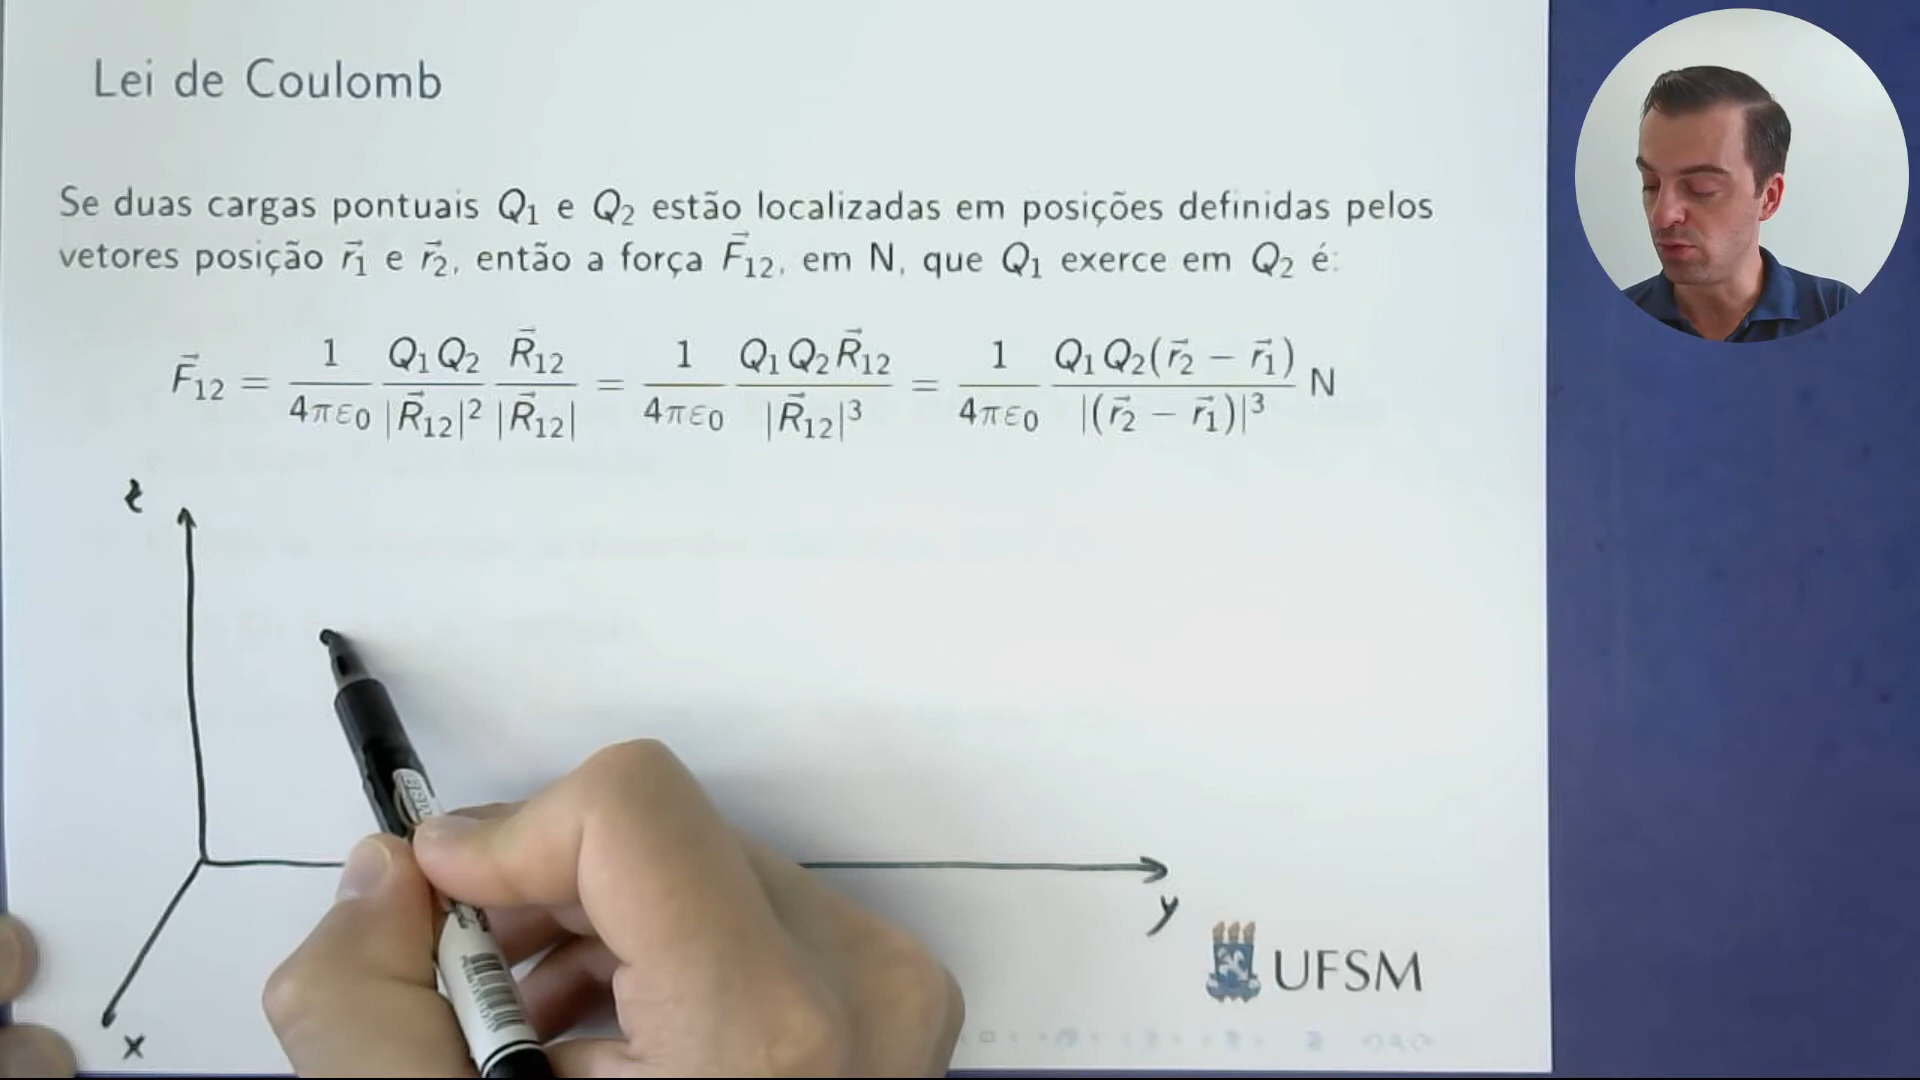 Lei de Coulomb
Se duas cargas pontuais Q₁ e Q₂ estão localizadas em posições definidas pelos
vetores posição r⃗₁ e r⃗₂, então a força F⃗₁₂, em N, que Q₁ exerce em Q₂ é:
F⃗₁₂ = 1/(4πε₀) Q₁Q₂/|R⃗₁₂|² R⃗₁₂/|R⃗₁₂| = 1/(4πε₀) Q₁Q₂R⃗₁₂/|R⃗₁₂|³ = 1/(4πε₀) Q₁Q₂(r⃗₂ − r⃗₁)/|(r⃗₂ − r⃗₁)|³ N
z
y
x
UFSM